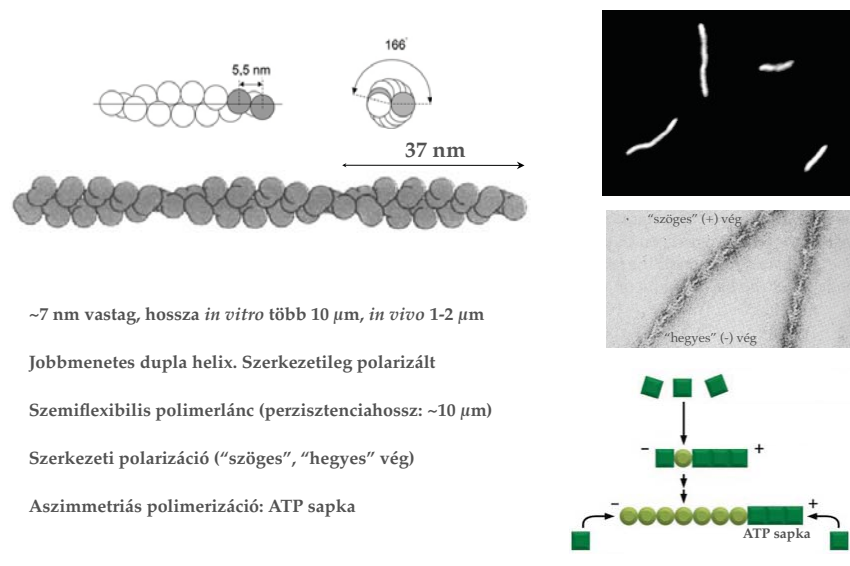 166°
5,5 nm
37 nm
“szöges” (+) vég
“hegyes” (-) vég
~7 nm vastag, hossza in vitro több 10 µm, in vivo 1-2 µm
Jobbmenetes dupla helix. Szerkezetileg polarizált
Szemiflexibilis polimerlánc (perzisztenciahossz: ~10 µm)
Szerkezeti polarizáció (“szöges”, “hegyes” vég)
Aszimmetriás polimerizáció: ATP sapka
− +
− +
ATP sapka